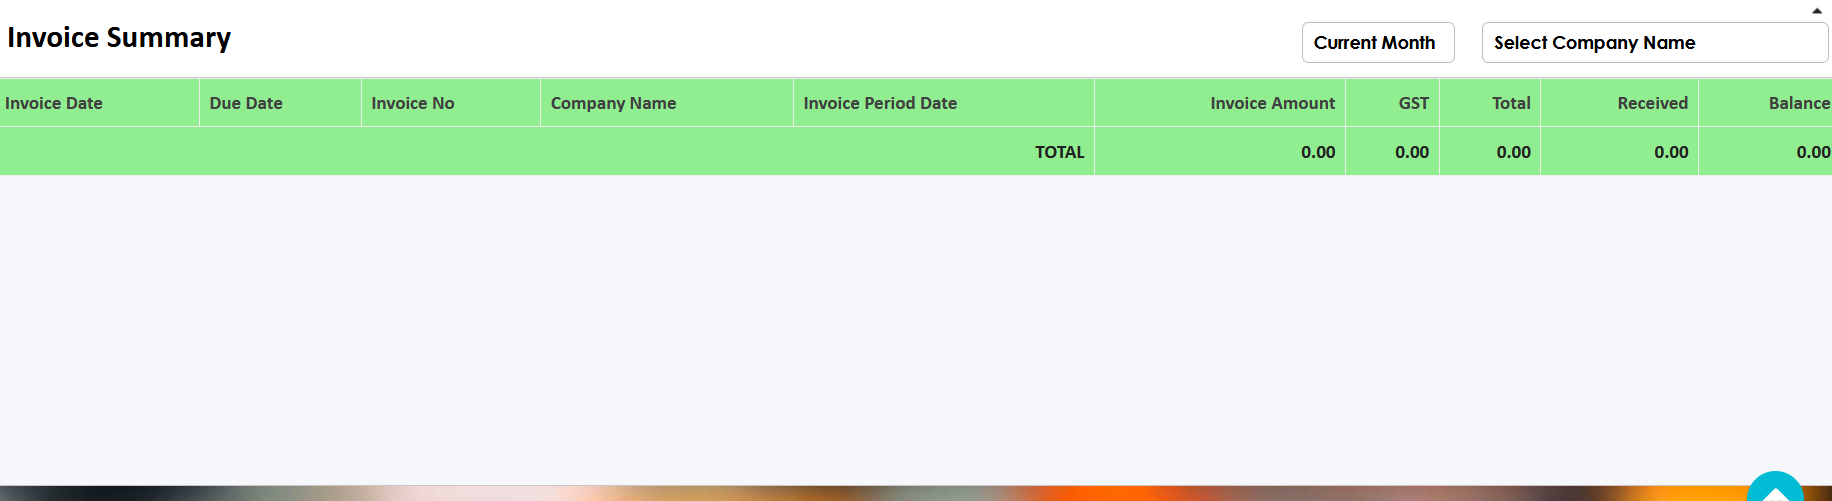 Invoice Summary
Current Month
Select Company Name
Invoice Date Due Date Invoice No Company Name Invoice Period Date Invoice Amount GST Total Received Balance
TOTAL 0.00 0.00 0.00 0.00 0.00